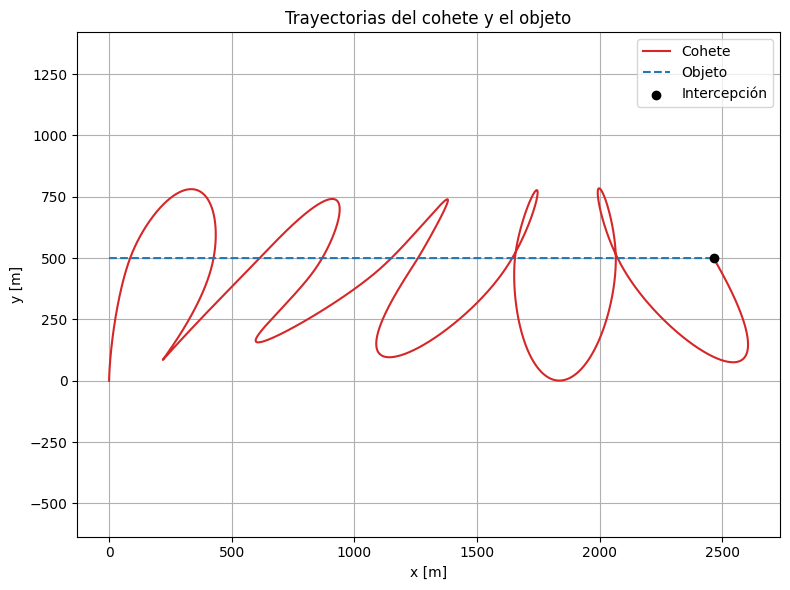 Trayectorias del cohete y el objeto
Cohete
Objeto
Intercepción
y [m]
1250
1000
750
500
250
0
−250
−500
0 500 1000 1500 2000 2500
x [m]